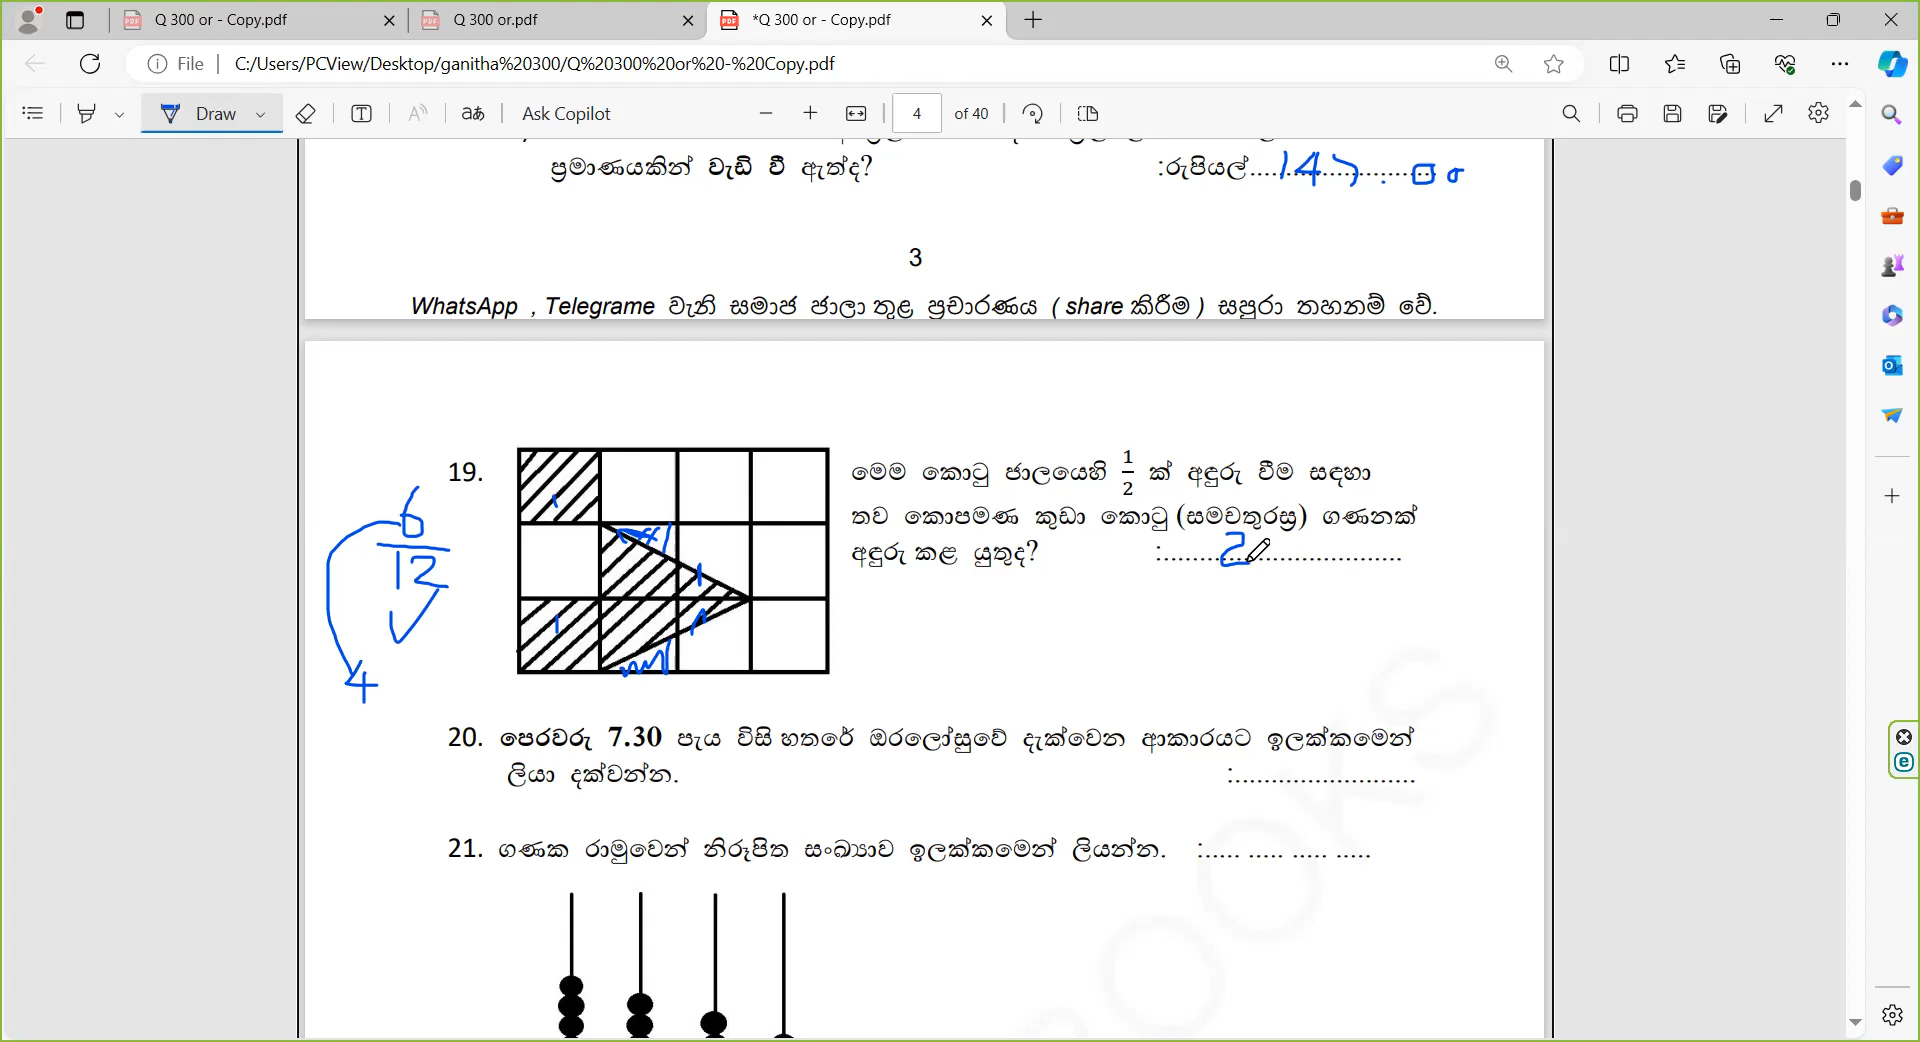 Q 300 or - Copy.pdf
Q 300 or.pdf
*Q 300 or - Copy.pdf
File
C:/Users/PCView/Desktop/ganitha%20300/Q%20300%20or%20-%20Copy.pdf
Draw
Ask Copilot
4 of 40
ප්‍රමාණයකින් වැඩි වී ඇත්ද? :රුපියල්
3
WhatsApp , Telegrame වැනි සමාජ ජාලා තුළ ප්‍රචාරණය ( share කිරීම ) සපුරා තහනම් වේ.
19. මෙම කොටු ජාලයෙහි 1/2 ක් අඳුරු වීම සඳහා
තව කොපමණ කුඩා කොටු (සමචතුරස්‍ර) ගණනක්
අඳුරු කළ යුතුද? :..... 2 .....
6
12
4
20. පෙරවරු 7.30 පැය විසි හතරේ ඔරලෝසුවේ දැක්වෙන ආකාරයට ඉලක්කමෙන්
ලියා දක්වන්න. :........................
21. ගණක රාමුවෙන් නිරූපිත සංඛ්‍යාව ඉලක්කමෙන් ලියන්න. :..... ..... ..... .....
OOKS